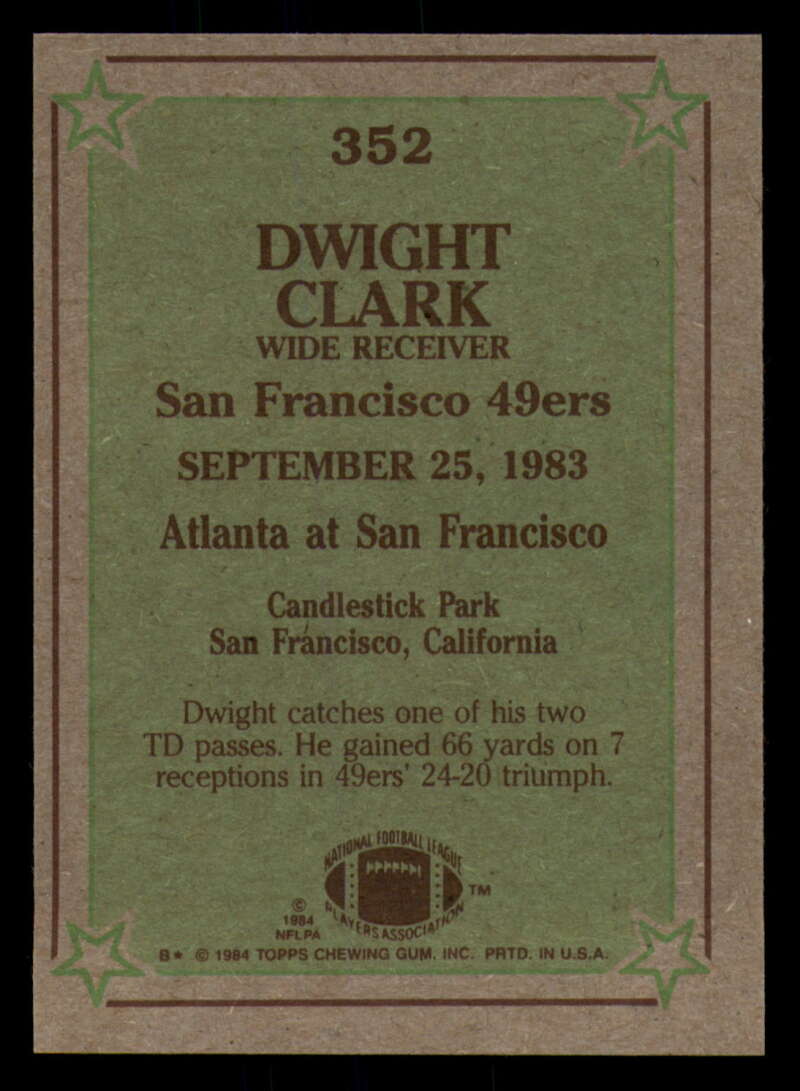 352
DWIGHT
CLARK
WIDE RECEIVER
San Francisco 49ers
SEPTEMBER 25, 1983
Atlanta at San Francisco
Candlestick Park
San Francisco, California
Dwight catches one of his two
TD passes. He gained 66 yards on 7
receptions in 49ers' 24-20 triumph.
NATIONAL FOOTBALL LEAGUE
PLAYERS ASSOCIATION
TM
©
1984
NFLPA
B* © 1984 TOPPS CHEWING GUM, INC. PRTD. IN U.S.A.